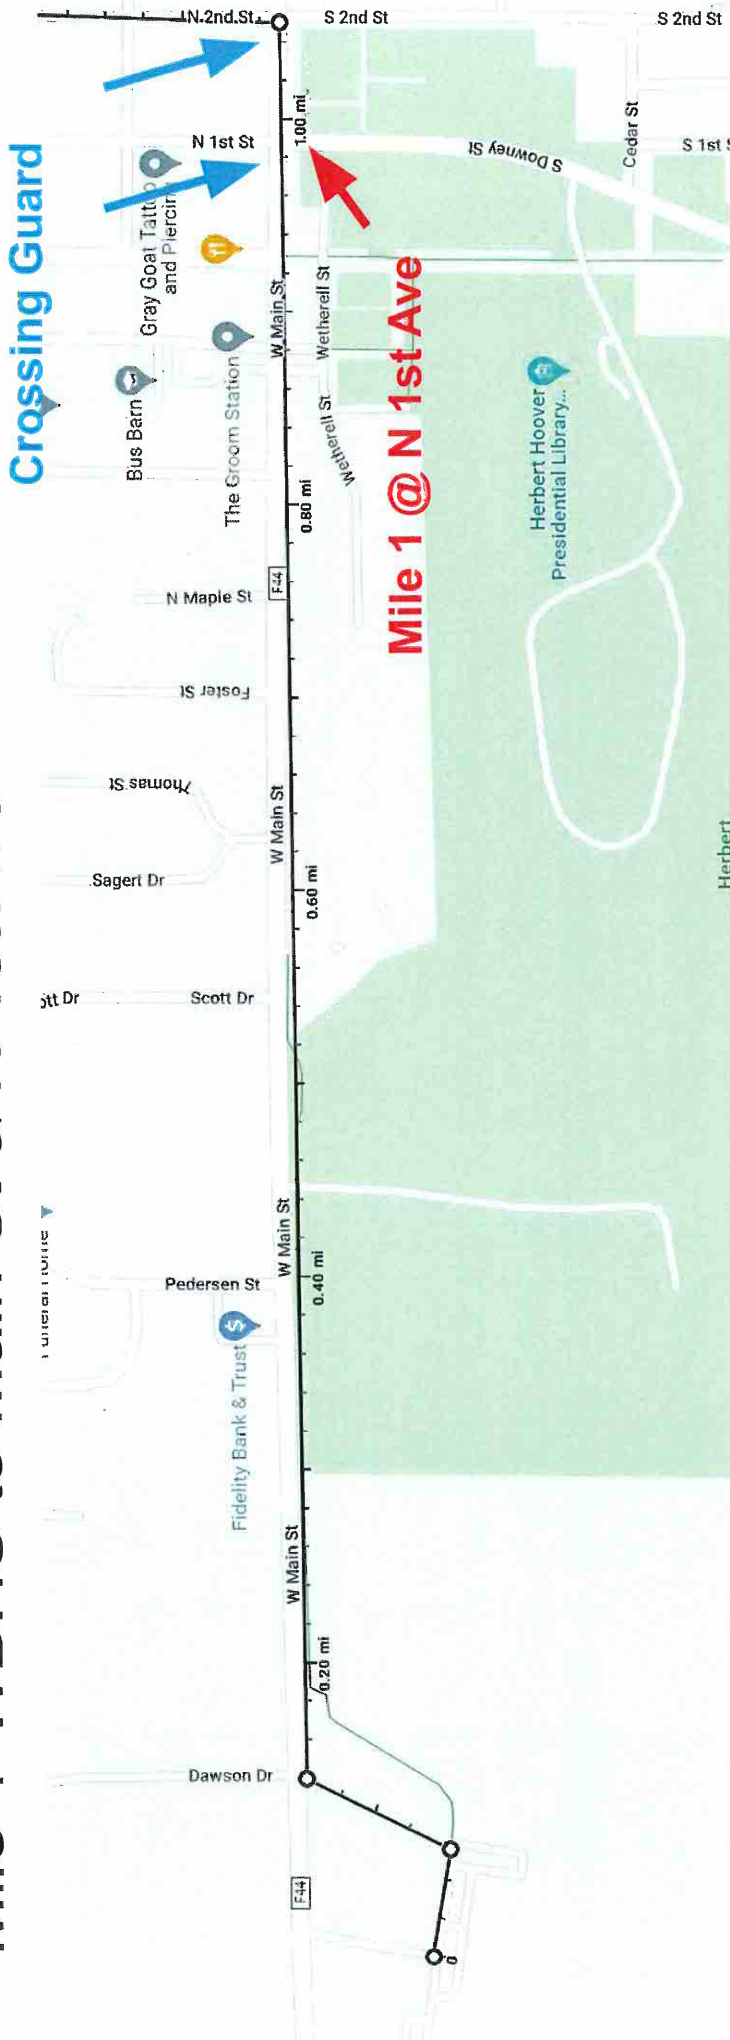 Crossing Guard
Mile 1 @ N 1st Ave
N 2nd St
S 2nd St
S 2nd St
1.00 mi
N 1st St
S Downey St
Cedar St
S 1st S
Gray Goat Tattoo
and Piercin
W Main St
Wetherell St
Bus Barn
The Groom Station
Wetherell St
Herbert Hoover
Presidential Library...
0.80 mi
F44
N Maple St
Foster St
Thomas St
W Main St
Sagert Dr
0.60 mi
Herbert
ott Dr
Scott Dr
W Main St
Pedersen St
0.40 mi
Fidelity Bank & Trust
W Main St
0.20 mi
Dawson Dr
F44
0